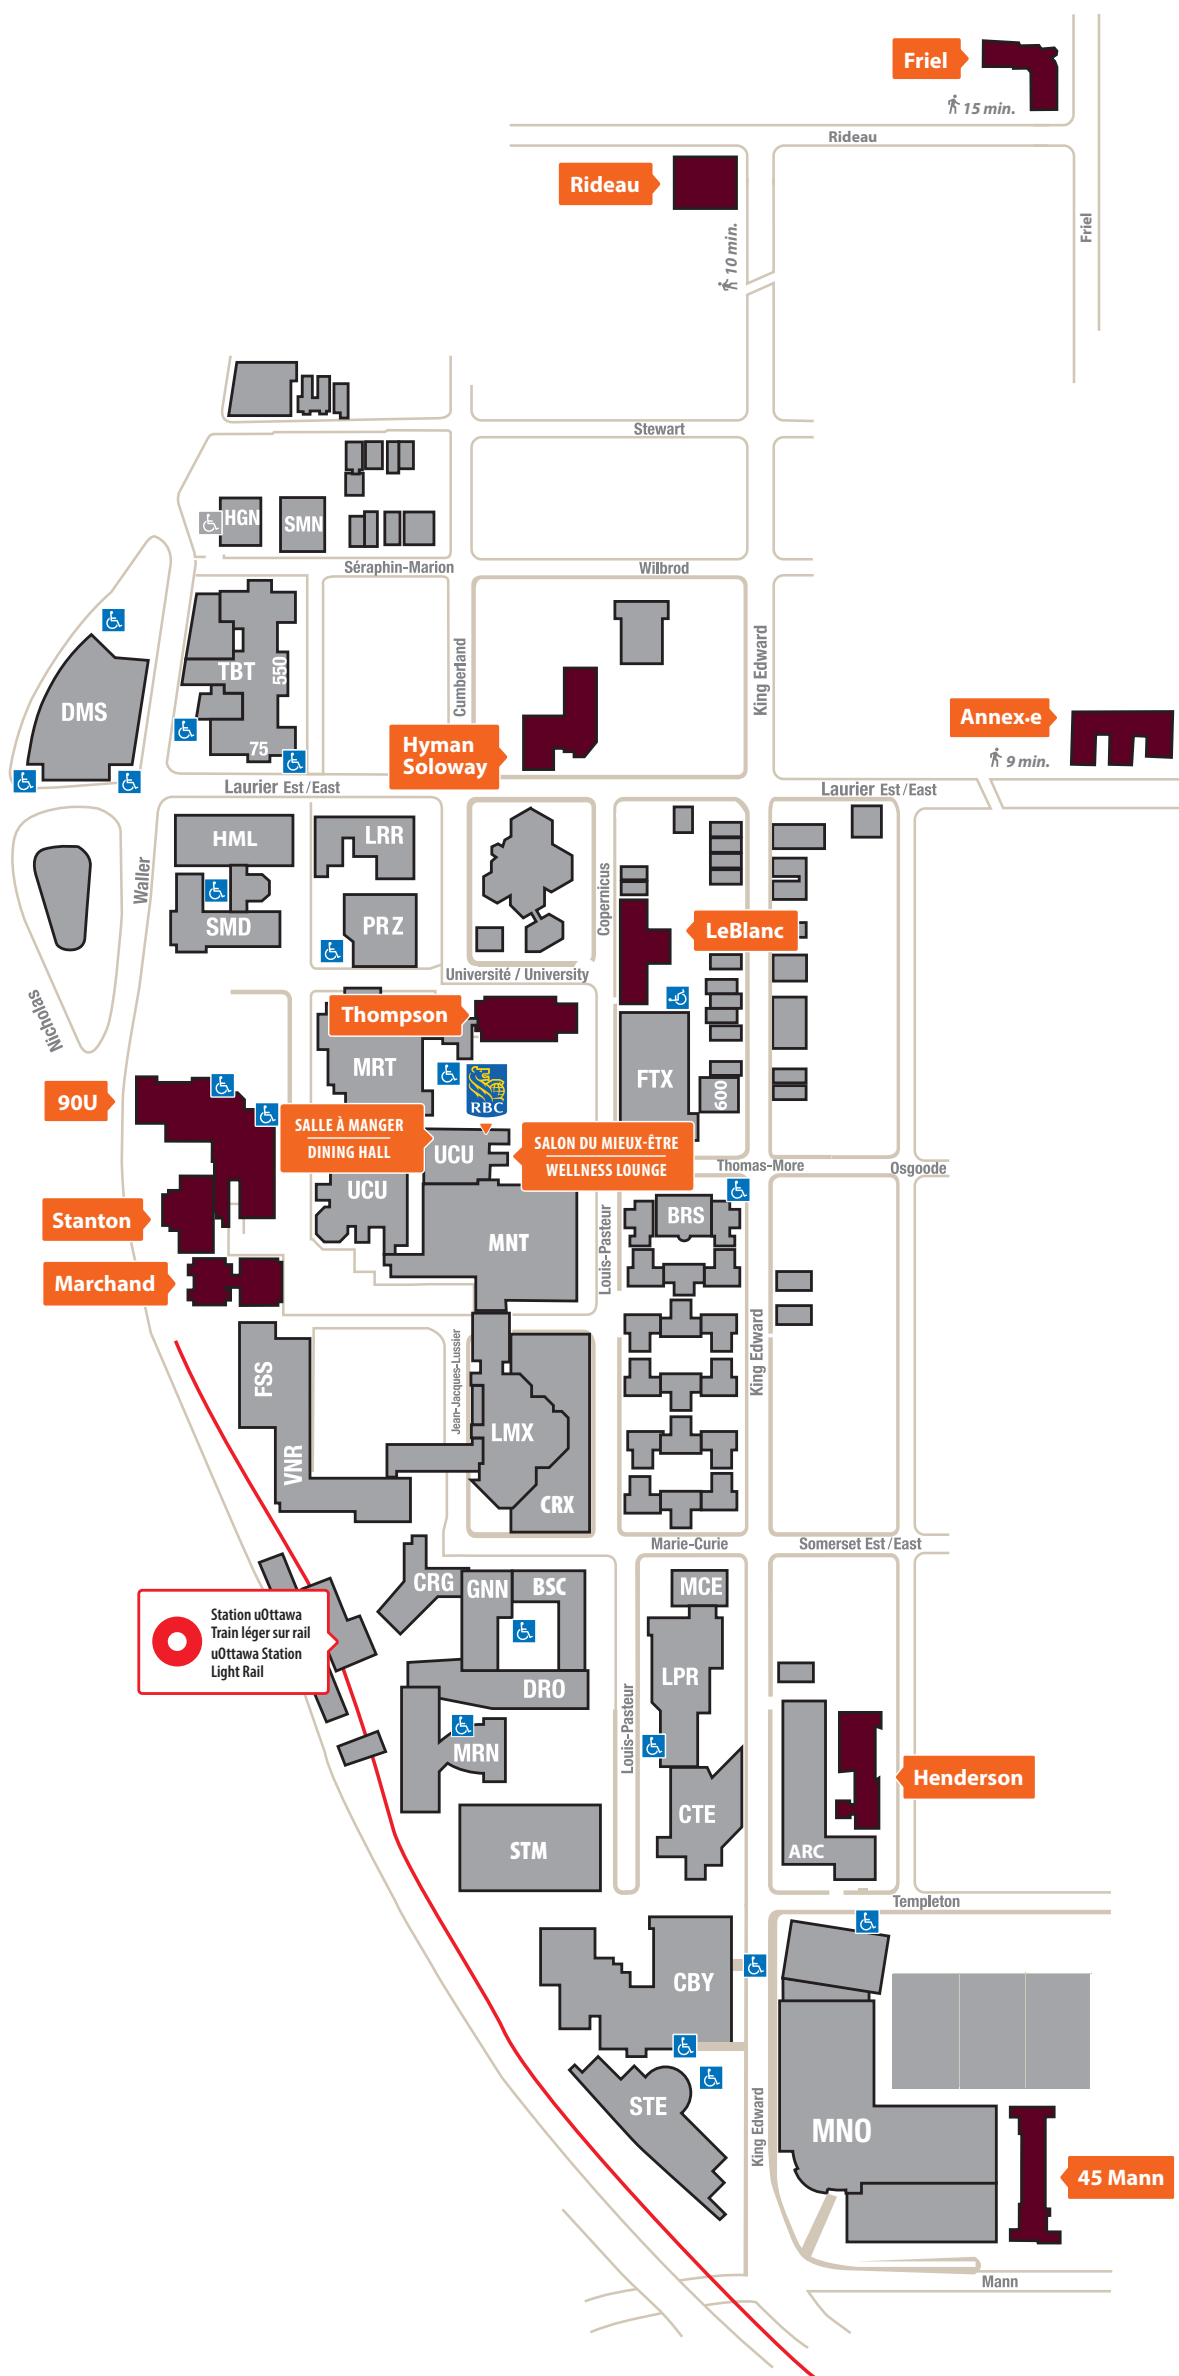 Friel
15 min.
Rideau
Rideau
Friel
10 min.
Stewart
HGN
SMN
Séraphin-Marion
Wilbrod
TBT
550
75
DMS
Cumberland
King Edward
Hyman
Soloway
Annex·e
9 min.
Laurier Est/East
Laurier Est/East
HML
LRR
Waller
Copernicus
SMD
PRZ
LeBlanc
Université / University
Nicholas
Thompson
MRT
RBC
FTX
600
90U
SALLE À MANGER
DINING HALL
UCU
SALON DU MIEUX-ÊTRE
WELLNESS LOUNGE
Thomas-More
Osgoode
UCU
Stanton
BRS
MNT
Louis-Pasteur
Marchand
King Edward
Jean-Jacques-Lussier
FSS
LMX
VNR
CRX
Marie-Curie
Somerset Est/East
CRG
GNN
BSC
MCE
Station uOttawa
Train léger sur rail
uOttawa Station
Light Rail
LPR
DRO
Louis-Pasteur
MRN
Henderson
CTE
STM
ARC
Templeton
CBY
STE
King Edward
MNO
45 Mann
Mann